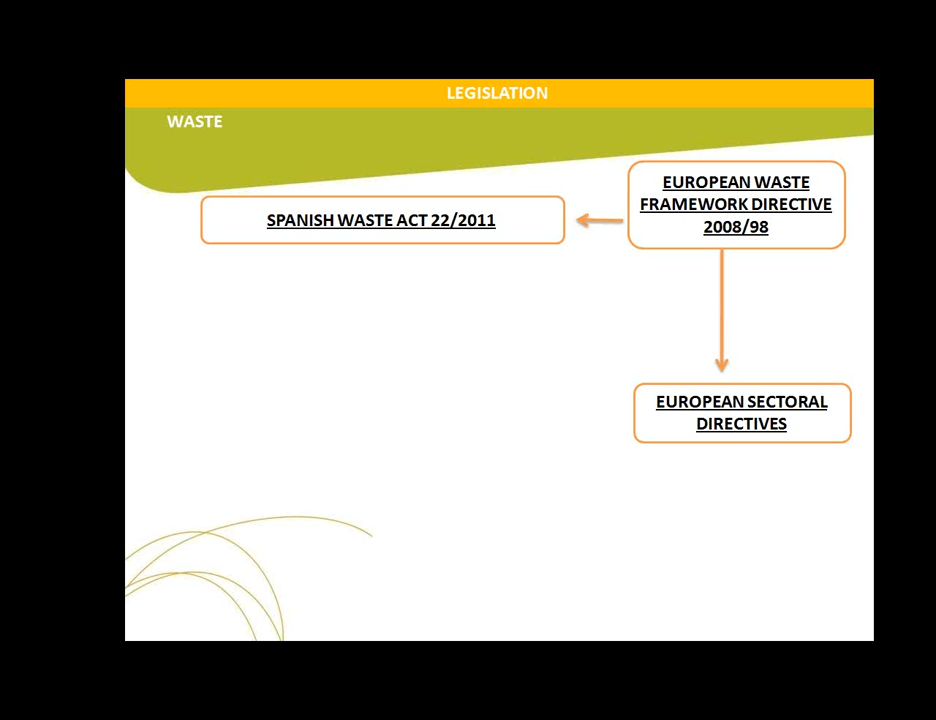 LEGISLATION
WASTE
EUROPEAN WASTE
FRAMEWORK DIRECTIVE
2008/98
SPANISH WASTE ACT 22/2011
EUROPEAN SECTORAL
DIRECTIVES